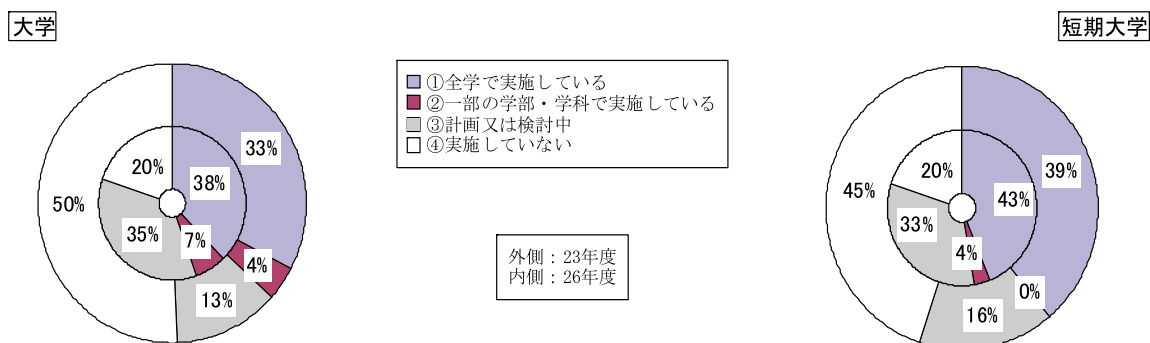 大学
短期大学
①全学で実施している
②一部の学部・学科で実施している
③計画又は検討中
④実施していない
33%
20%
38%
50%
35%
7%
4%
13%
外側：23年度
内側：26年度
20%
39%
45%
43%
33%
4%
0%
16%